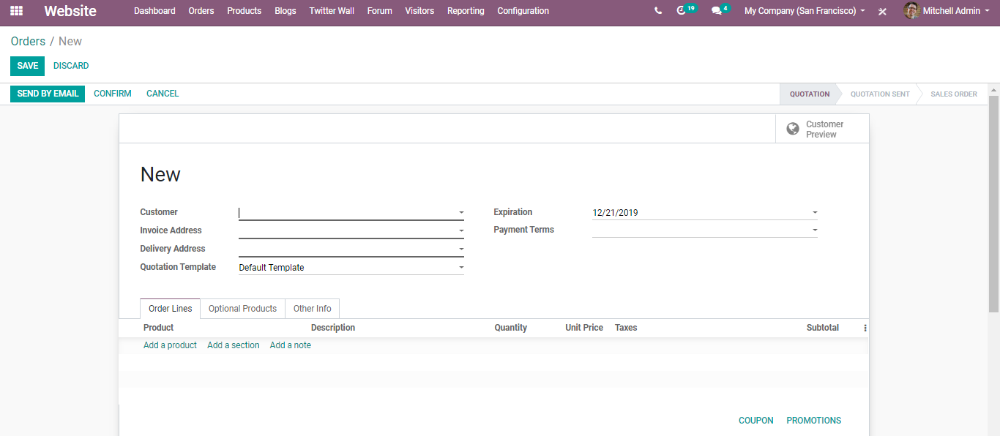 Website Dashboard Orders Products Blogs Twitter Wall Forum Visitors Reporting Configuration 19 4 My Company (San Francisco) Mitchell Admin
Orders / New
SAVE DISCARD
SEND BY EMAIL CONFIRM CANCEL QUOTATION QUOTATION SENT SALES ORDER
Customer
Preview
New
Customer Expiration 12/21/2019
Invoice Address Payment Terms
Delivery Address
Quotation Template Default Template
Order Lines Optional Products Other Info
Product Description Quantity Unit Price Taxes Subtotal
Add a product Add a section Add a note
COUPON PROMOTIONS